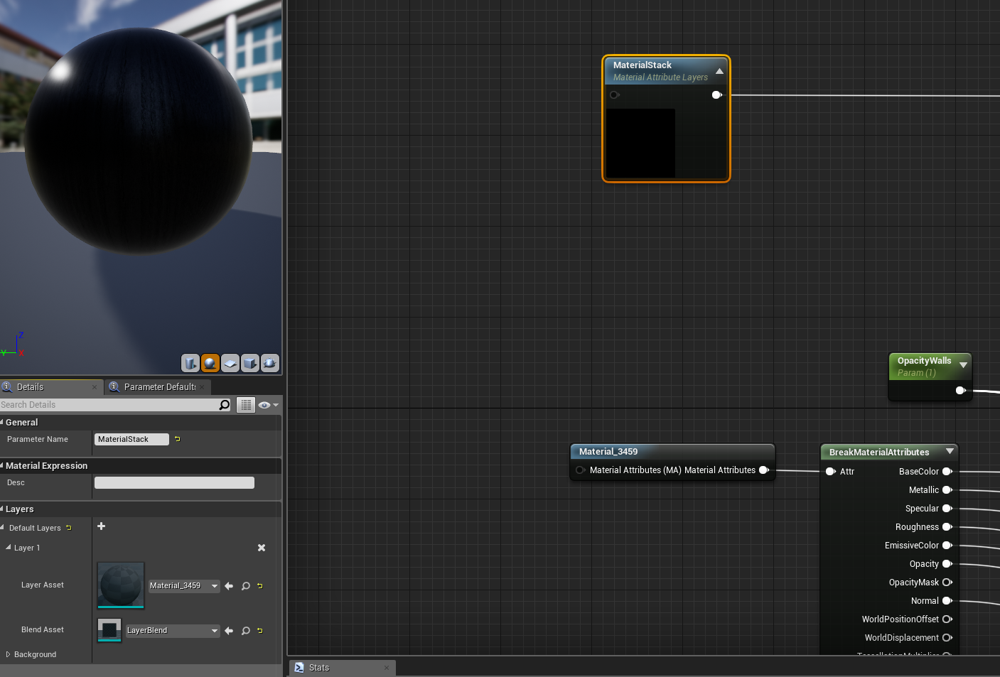 MaterialStack
Material Attribute Layers
Z
Y
X
OpacityWalls
Param (1)
Details
Parameter Default
Search Details
General
Parameter Name
MaterialStack
Material Expression
Desc
Layers
Default Layers
Layer 1
Layer Asset
Material_3459
Blend Asset
LayerBlend
Background
Material_3459
Material Attributes (MA) Material Attributes
BreakMaterialAttributes
Attr
BaseColor
Metallic
Specular
Roughness
EmissiveColor
Opacity
OpacityMask
Normal
WorldPositionOffset
WorldDisplacement
TessellationMultiplier
Stats